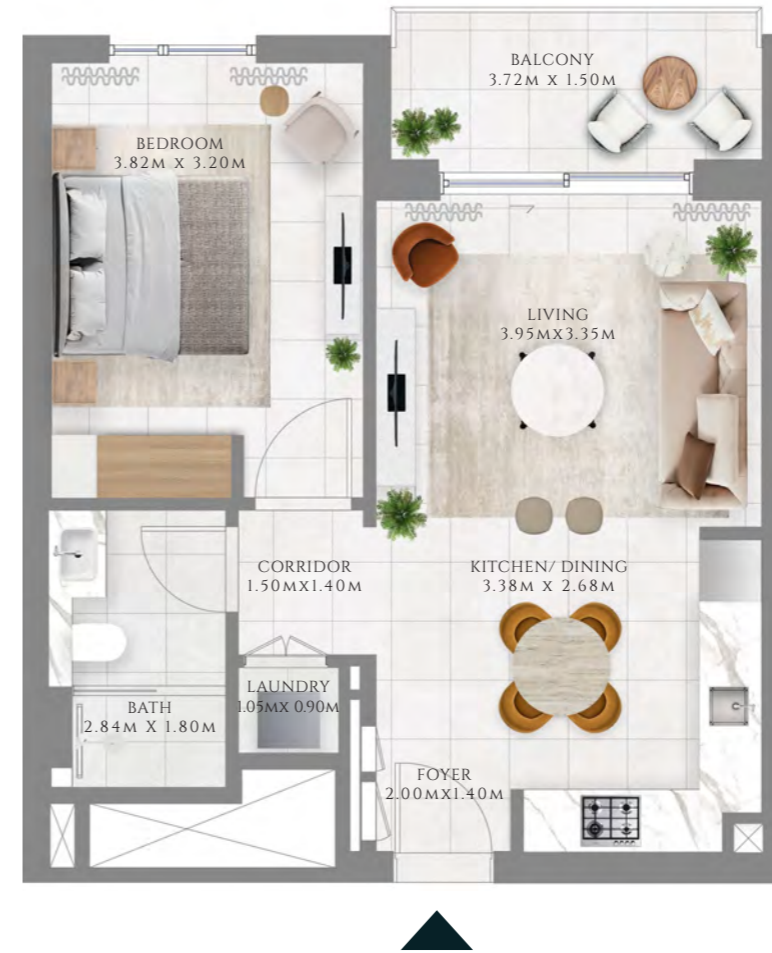 BALCONY
3.72M X 1.50M
BEDROOM
3.82M X 3.20M
LIVING
3.95MX3.35M
CORRIDOR
1.50MX1.40M
KITCHEN/ DINING
3.38M X 2.68M
LAUNDRY
1.05MX 0.90M
BATH
2.84M X 1.80M
FOYER
2.00MX1.40M